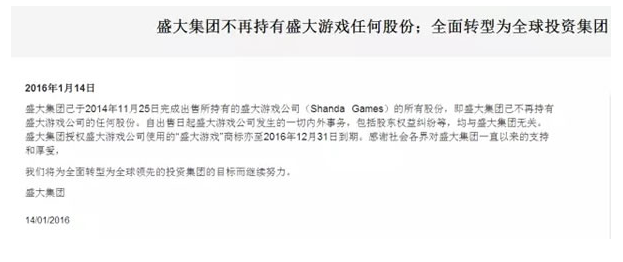 盛大集团不再持有盛大游戏任何股份；全面转型为全球投资集团
2016年1月14日
盛大集团已于2014年11月25日完成出售所持有的盛大游戏公司（Shanda Games）的所有股份，即盛大集团已不再持有
盛大游戏公司的任何股份。自出售日起盛大游戏公司发生的一切内外事务，包括股东权益纠纷等，均与盛大集团无关。
盛大集团授权盛大游戏公司使用的“盛大游戏”商标亦至2016年12月31日到期。感谢社会各界对盛大集团一直以来的支持
和厚爱。
我们将为全面转型为全球领先的投资集团的目标而继续努力。
盛大集团
14/01/2016